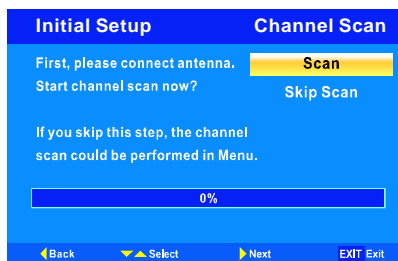 Initial Setup Channel Scan
First, please connect antenna.
Start channel scan now?
Scan
Skip Scan
If you skip this step, the channel
scan could be performed in Menu.
0%
Back Select Next EXIT Exit